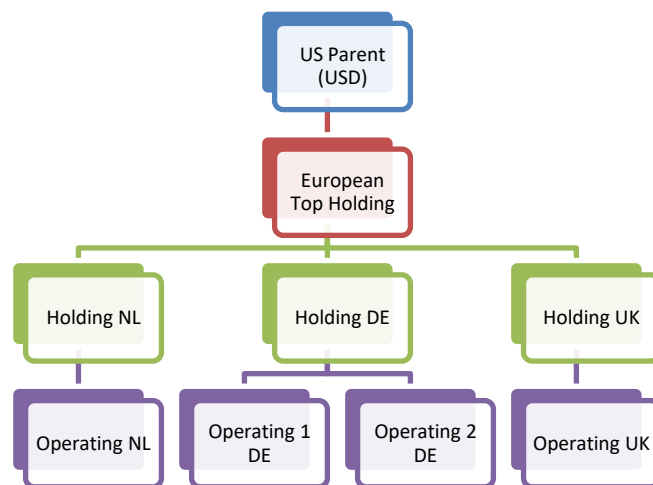 US Parent
(USD)
European
Top Holding
Holding NL
Holding DE
Holding UK
Operating NL
Operating 1
DE
Operating 2
DE
Operating UK